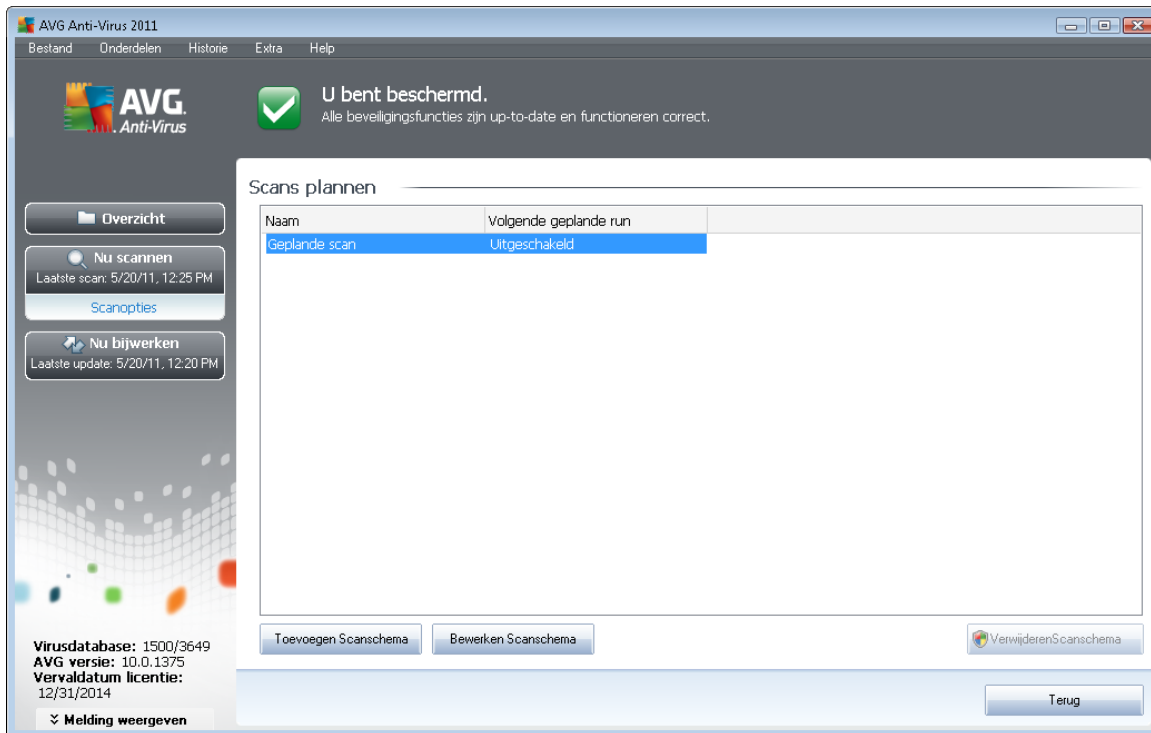 AVG Anti-Virus 2011
Bestand Onderdelen Historie Extra Help
AVG.
Anti-Virus
U bent beschermd.
Alle beveiligingsfuncties zijn up-to-date en functioneren correct.
Overzicht
Nu scannen
Laatste scan: 5/20/11, 12:25 PM
Scanopties
Nu bijwerken
Laatste update: 5/20/11, 12:20 PM
Virusdatabase: 1500/3649
AVG versie: 10.0.1375
Vervaldatum licentie:
12/31/2014
Melding weergeven
Scans plannen
Naam Volgende geplande run
Geplande scan Uitgeschakeld
Toevoegen Scanschema Bewerken Scanschema VerwijderenScanschema
Terug